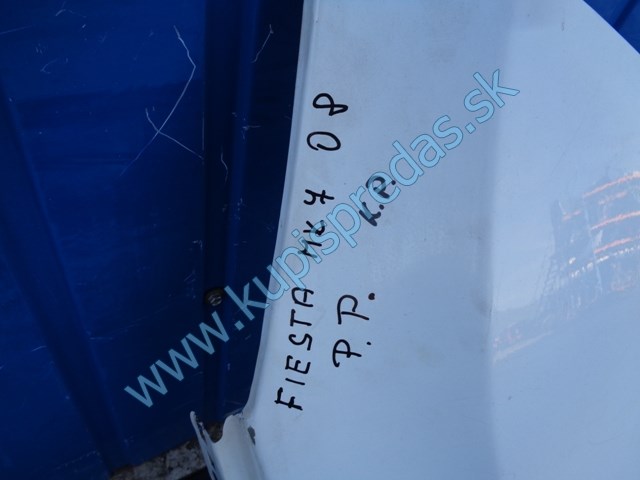 FIESTA MK7 08
P.P. K.P.
www.kupispredas.sk